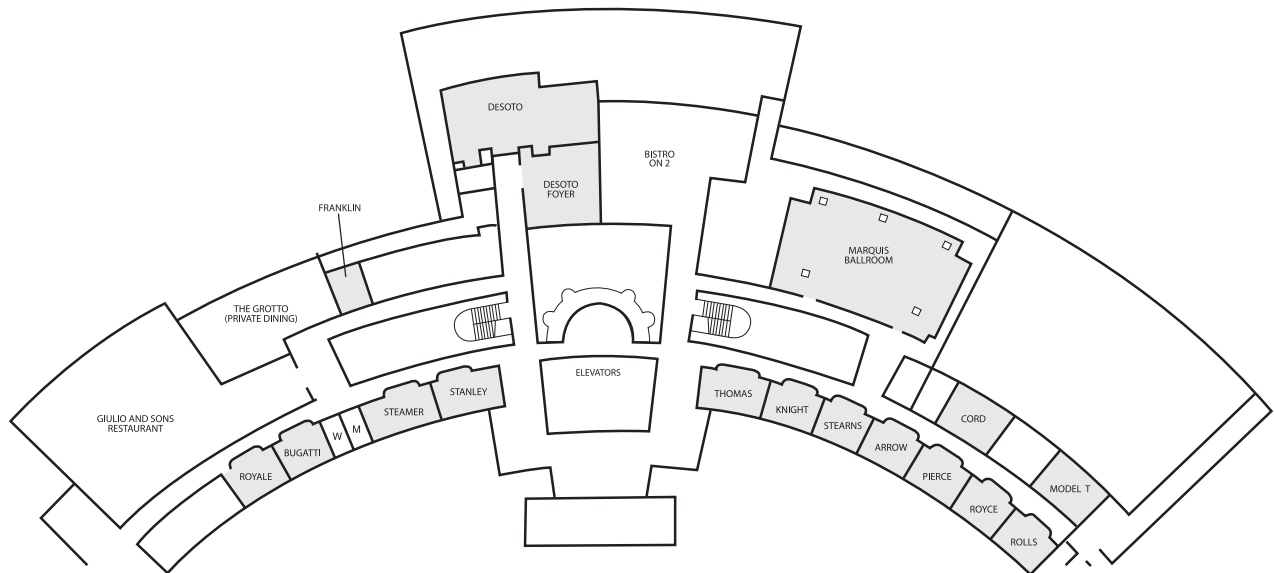 DESOTO
BISTRO
ON 2
DESOTO
FOYER
FRANKLIN
MARQUIS
BALLROOM
THE GROTTO
(PRIVATE DINING)
ELEVATORS
GIULIO AND SONS
RESTAURANT
ROYALE
BUGATTI
W
M
STEAMER
STANLEY
THOMAS
KNIGHT
STEARNS
ARROW
PIERCE
ROYCE
ROLLS
CORD
MODEL T